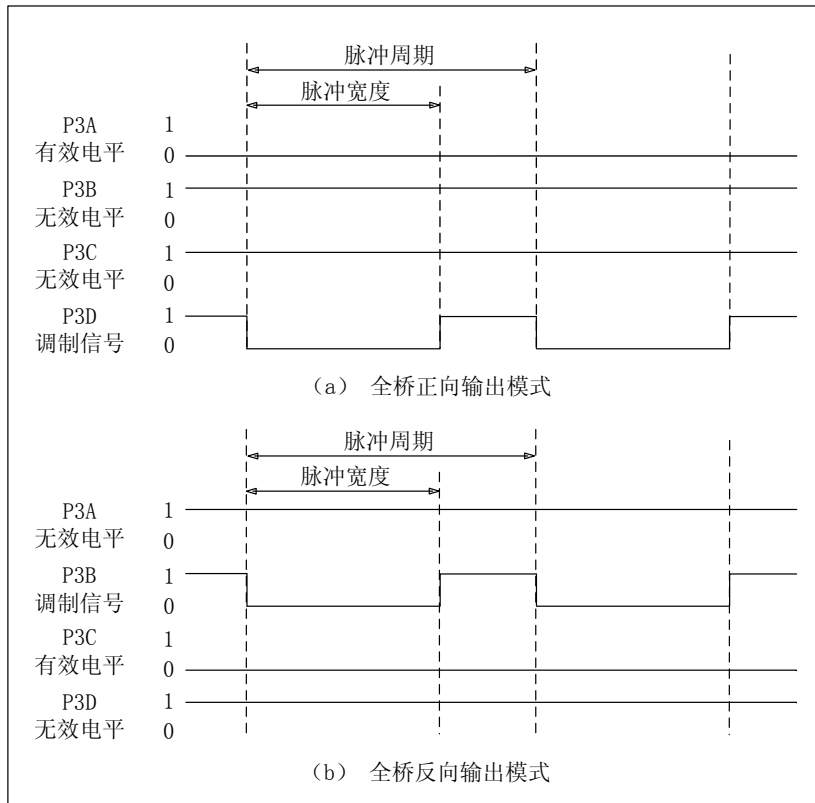 脉冲周期
脉冲宽度
P3A 1
有效电平 0
P3B 1
无效电平 0
P3C 1
无效电平 0
P3D 1
调制信号 0
（a） 全桥正向输出模式
脉冲周期
脉冲宽度
P3A 1
无效电平 0
P3B 1
调制信号 0
P3C 1
有效电平 0
P3D 1
无效电平 0
（b） 全桥反向输出模式